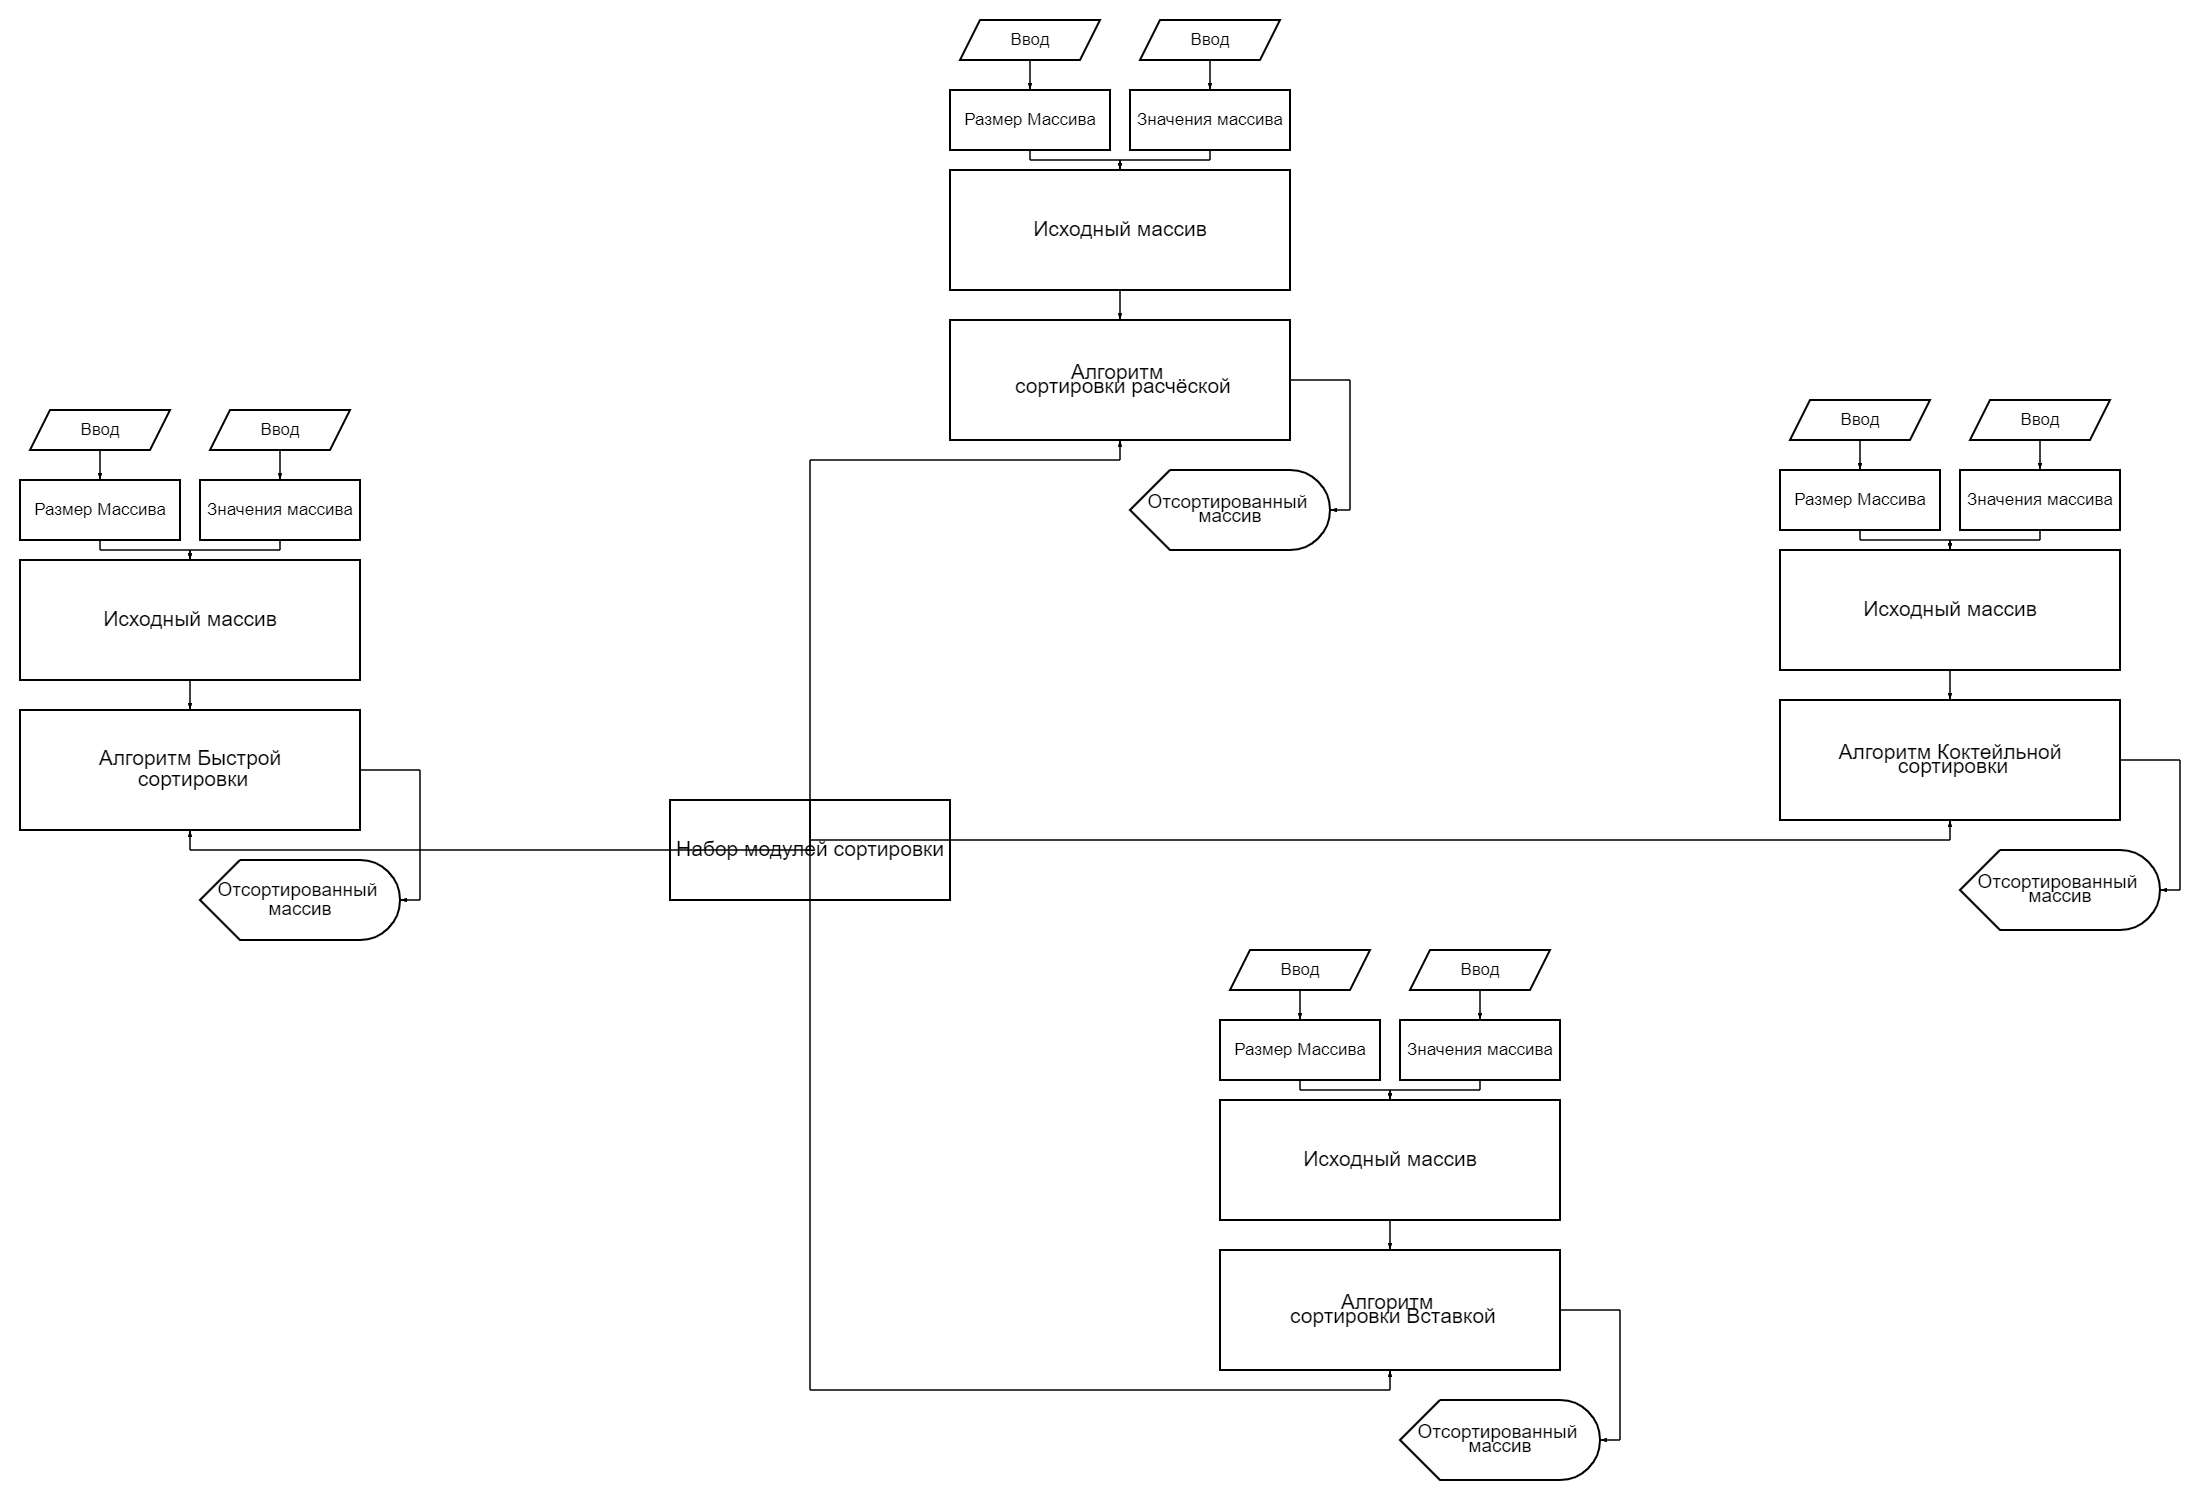 Ввод
Ввод
Размер Массива
Значения массива
Исходный массив
Алгоритм
сортировки расчёской
Отсортированный
массив
Ввод
Ввод
Размер Массива
Значения массива
Исходный массив
Алгоритм Быстрой
сортировки
Отсортированный
массив
Набор модулей сортировки
Ввод
Ввод
Размер Массива
Значения массива
Исходный массив
Алгоритм Коктейльной
сортировки
Отсортированный
массив
Ввод
Ввод
Размер Массива
Значения массива
Исходный массив
Алгоритм
сортировки Вставкой
Отсортированный
массив